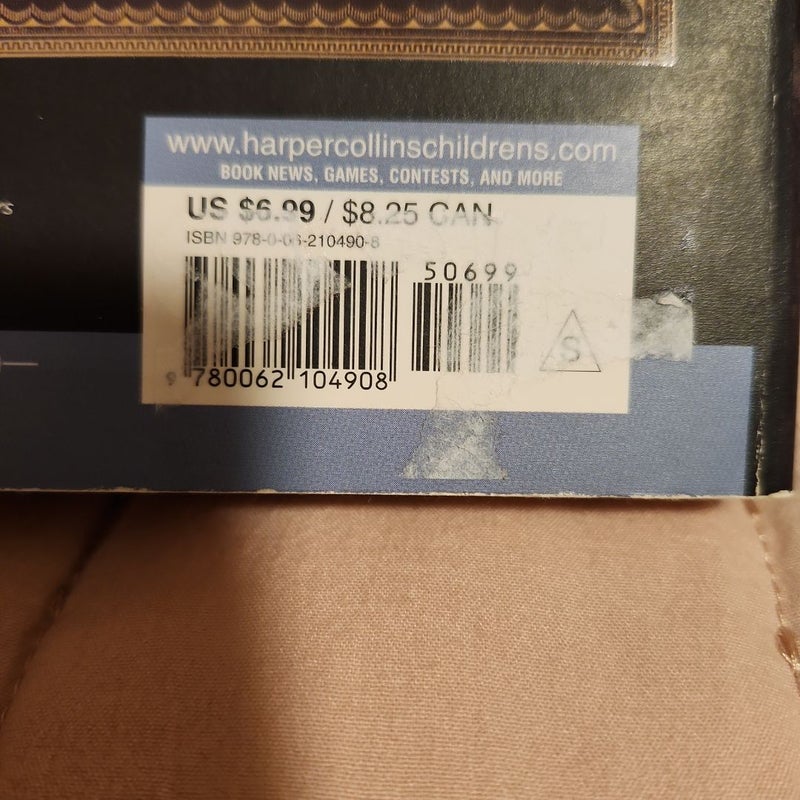 www.harpercollinschildrens.com
BOOK NEWS, GAMES, CONTESTS, AND MORE
US $6.99 / $8.25 CAN
ISBN 978-0-06-210490-8
50699
S
9 780062 104908